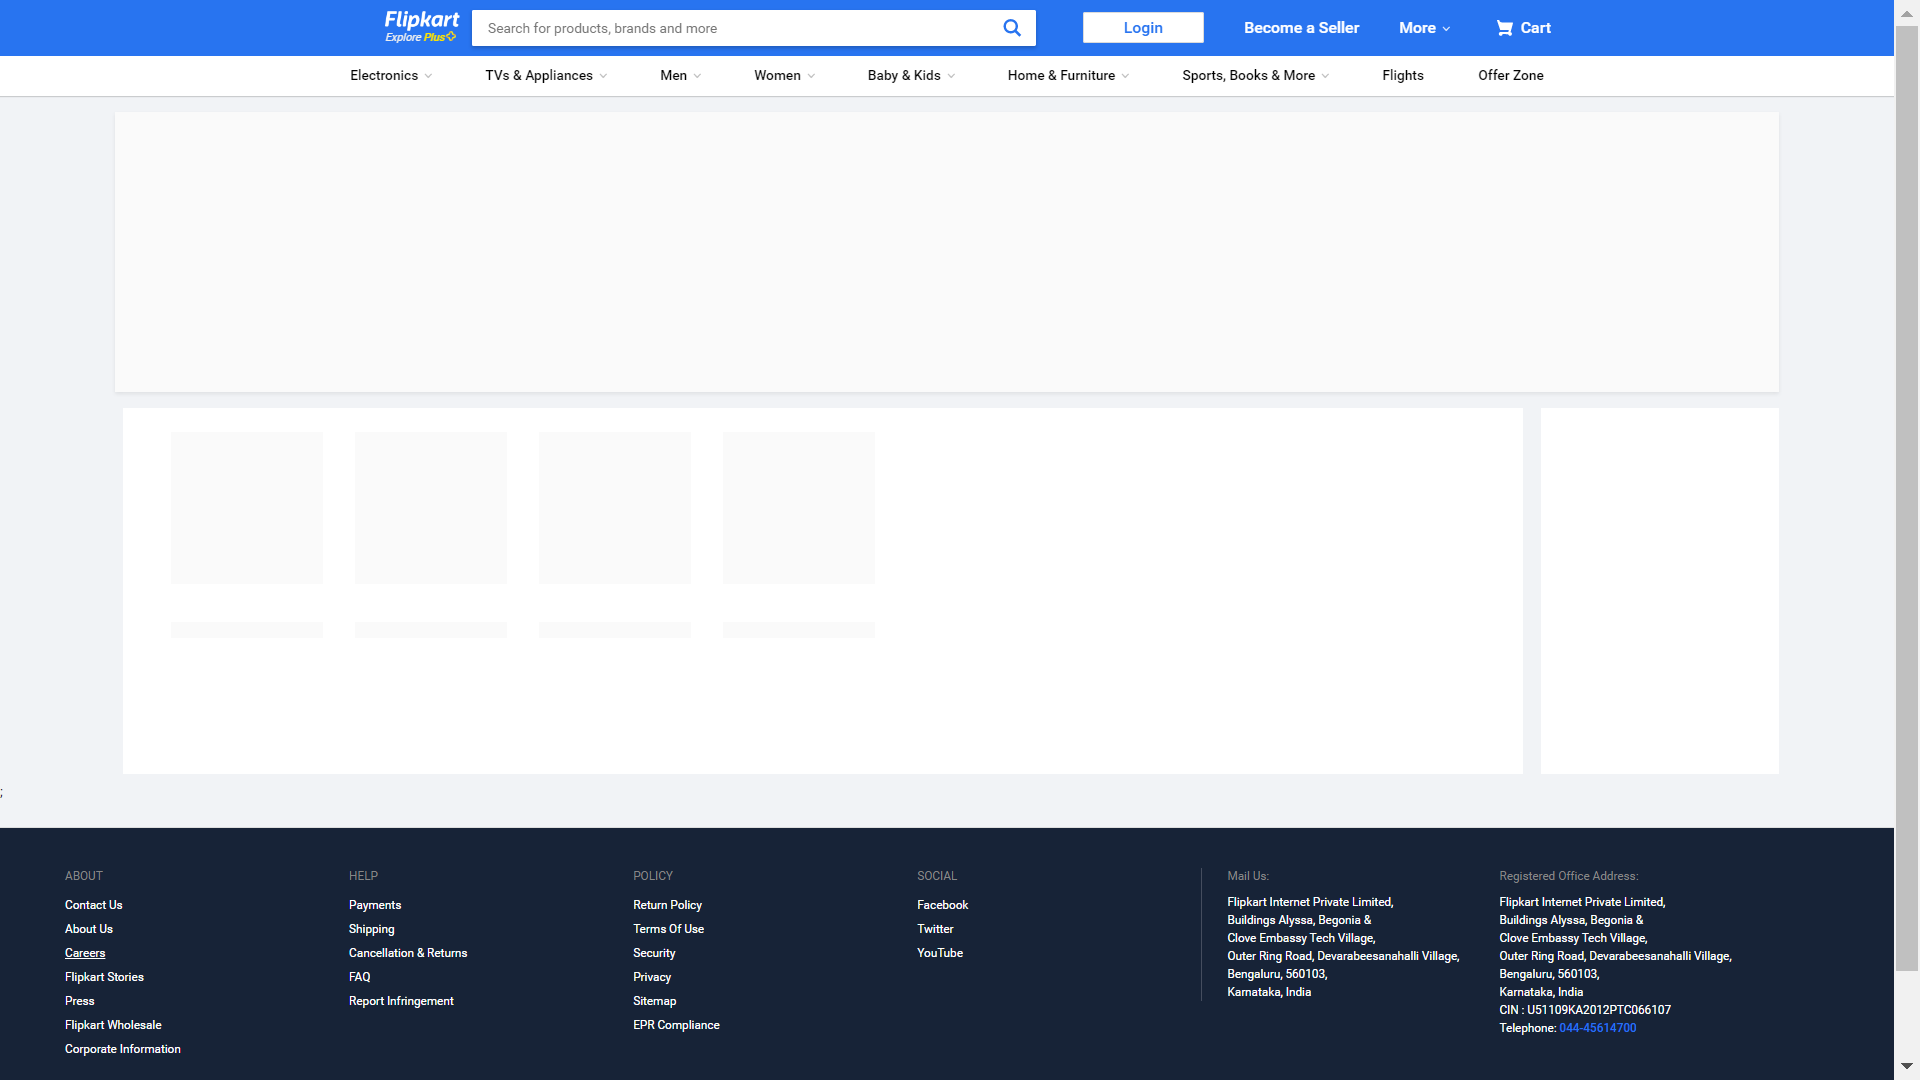 Flipkart
Explore Plus
Search for products, brands and more
Login
Become a Seller
More
Cart
Electronics
TVs & Appliances
Men
Women
Baby & Kids
Home & Furniture
Sports, Books & More
Flights
Offer Zone
;
ABOUT
Contact Us
About Us
Careers
Flipkart Stories
Press
Flipkart Wholesale
Corporate Information
HELP
Payments
Shipping
Cancellation & Returns
FAQ
Report Infringement
POLICY
Return Policy
Terms Of Use
Security
Privacy
Sitemap
EPR Compliance
SOCIAL
Facebook
Twitter
YouTube
Mail Us:
Flipkart Internet Private Limited,
Buildings Alyssa, Begonia &
Clove Embassy Tech Village,
Outer Ring Road, Devarabeesanahalli Village,
Bengaluru, 560103,
Karnataka, India
Registered Office Address:
Flipkart Internet Private Limited,
Buildings Alyssa, Begonia &
Clove Embassy Tech Village,
Outer Ring Road, Devarabeesanahalli Village,
Bengaluru, 560103,
Karnataka, India
CIN : U51109KA2012PTC066107
Telephone: 044-45614700